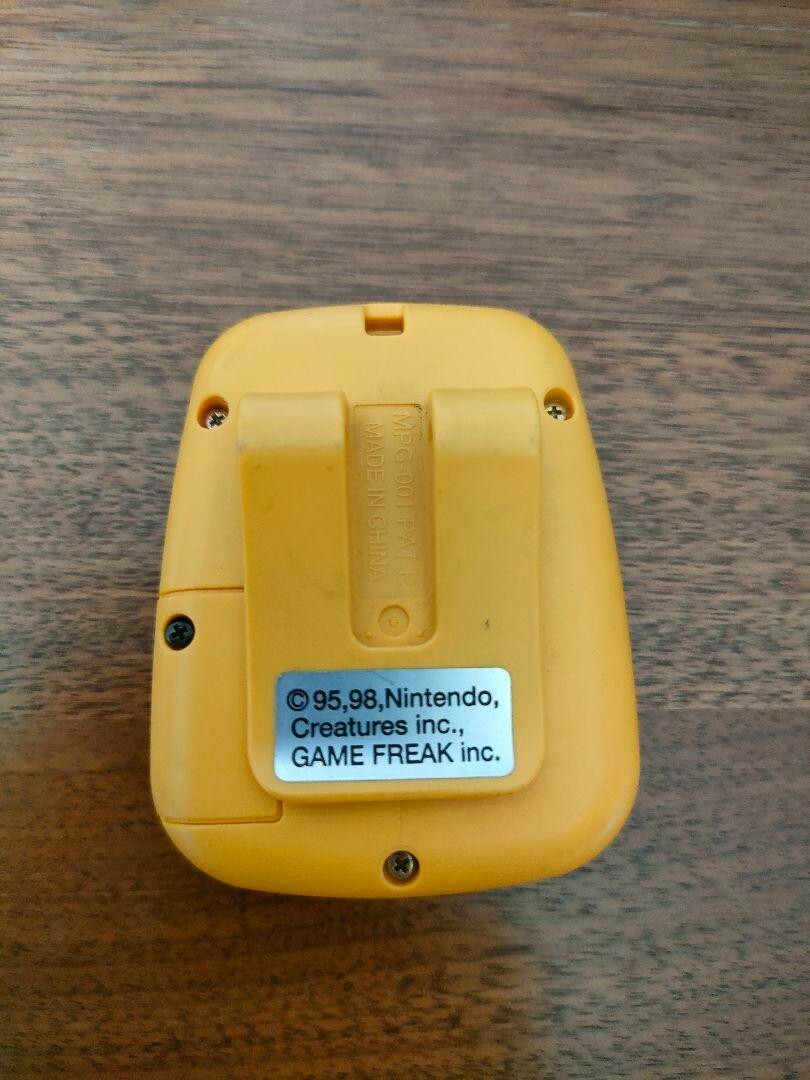 MPG-001 PAT.P
MADE IN CHINA
©95,98,Nintendo,
Creatures inc.,
GAME FREAK inc.